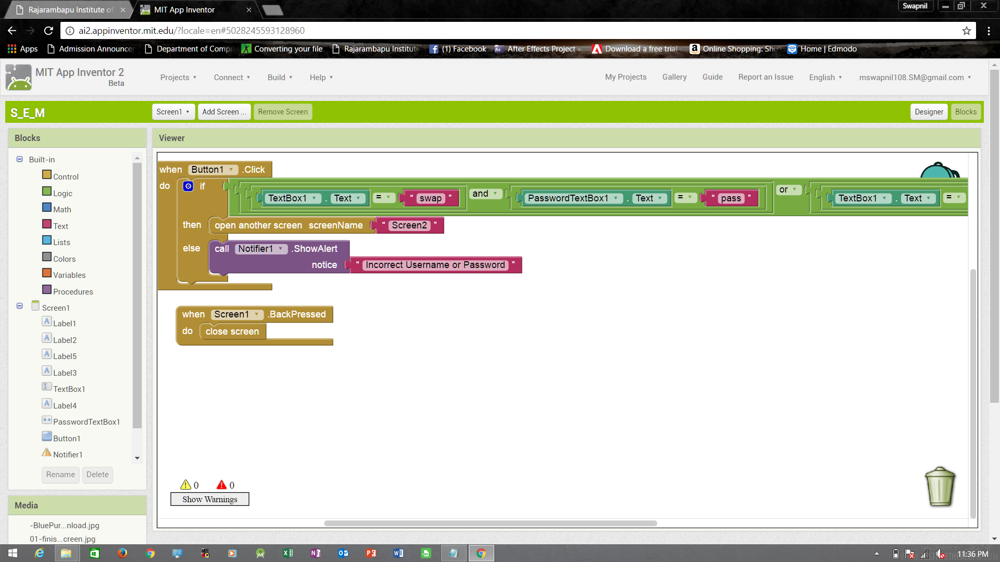 Rajarambapu Institute of
MIT App Inventor
Swapnil
ai2.appinventor.mit.edu/?locale=en#5028245593128960
Apps
Admission Announcer
Department of Comp
Converting your file
Rajarambapu Institute
(1) Facebook
After Effects Project »
Download a free trial
Online Shopping: Sho
Home | Edmodo
MIT App Inventor 2
Beta
Projects
Connect
Build
Help
My Projects
Gallery
Guide
Report an Issue
English
mswapnil108.SM@gmail.com
S_E_M
Screen1
Add Screen ...
Remove Screen
Designer
Blocks
Blocks
Viewer
Built-in
Control
Logic
Math
Text
Lists
Colors
Variables
Procedures
Screen1
Label1
Label2
Label5
Label3
TextBox1
Label4
PasswordTextBox1
Button1
Notifier1
Rename
Delete
Media
-BluePur...nload.jpg
01-finis...creen.jpg
when Button1 .Click
do if TextBox1 . Text = “ swap ” and PasswordTextBox1 . Text = “ pass ” or TextBox1 . Text =
then open another screen screenName “ Screen2 ”
else call Notifier1 .ShowAlert
notice “ Incorrect Username or Password ”
when Screen1 .BackPressed
do close screen
0 0
Show Warnings
11:36 PM